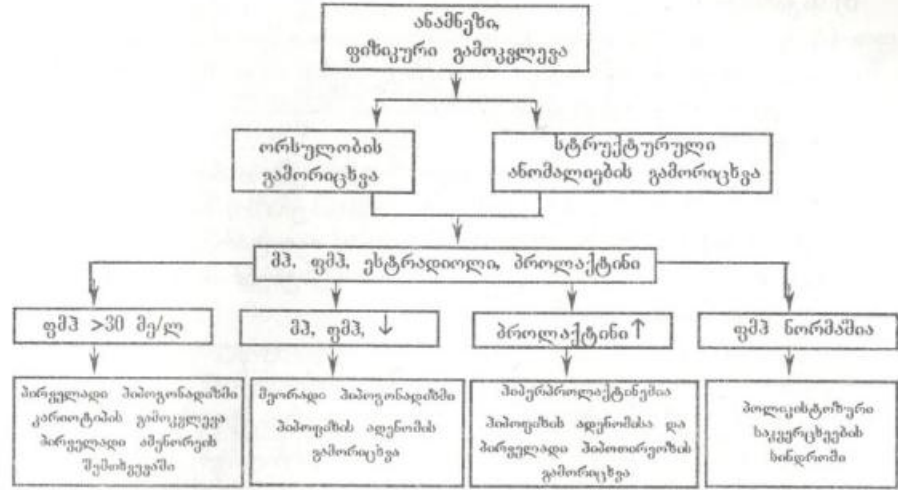 ანამნეზი,
ფიზიკური გამოკვლევა
ორსულობის
გამორიცხვა
სტრუქტურული
ანომალიების გამორიცხვა
მჰ, ფმჰ, ესტრადიოლი, პროლაქტინი
ფმჰ >30 მე/ლ
მჰ, ფმჰ, ↓
პროლაქტინი ↑
ფმჰ ნორმაშია
პირველადი ჰიპოგონადიზმი
კარიოტიპის გამოკვლევა
პირველადი ამენორეის
შემთხვევაში
მეორადი ჰიპოგონადიზმი
ჰიპოფიზის ადენომის
გამორიცხვა
ჰიპერპროლაქტინემია
ჰიპოფიზის ადენომისა და
პირველადი ჰიპოთირეოზის
გამორიცხვა
პოლიკისტოზური
საკვერცხეების
სინდრომი